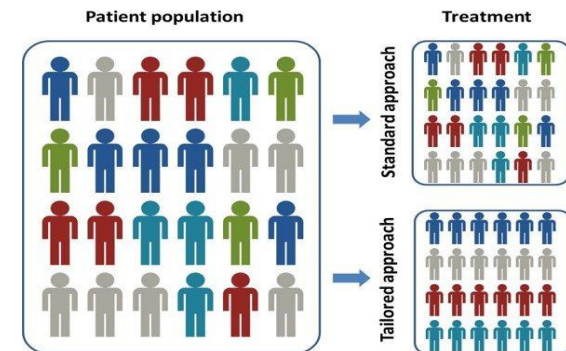 Patient population
Treatment
Standard approach
Tailored approach